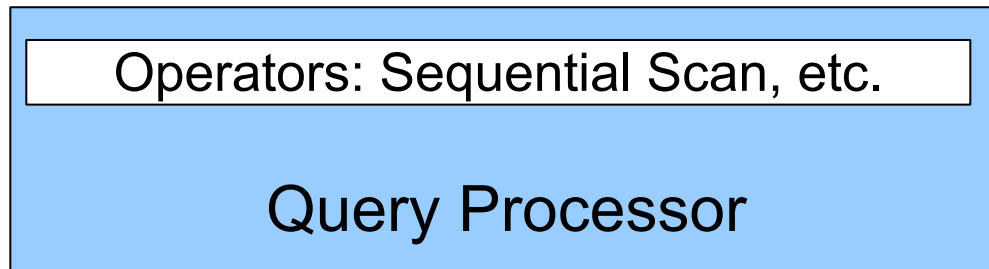 Operators: Sequential Scan, etc.
Query Processor